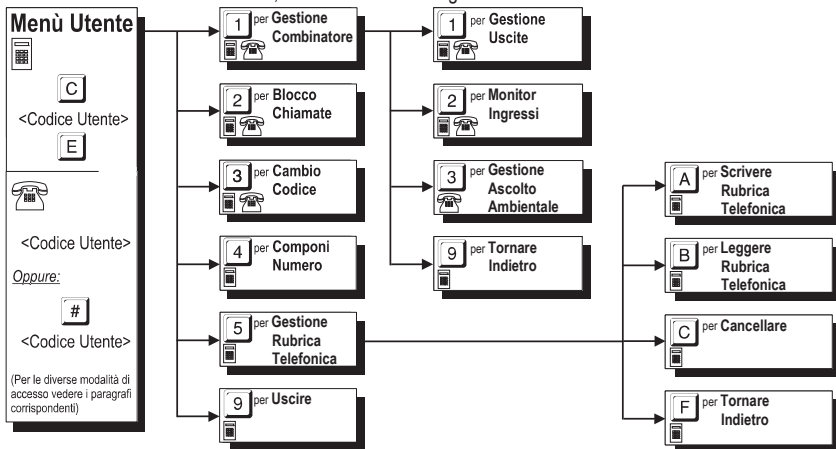 Menù Utente
C
<Codice Utente>
E
<Codice Utente>
Oppure:
#
<Codice Utente>
(Per le diverse modalità di
accesso vedere i paragrafi
corrispondenti)
1 per Gestione
Combinatore
2 per Blocco
Chiamate
3 per Cambio
Codice
4 per Componi
Numero
5 per Gestione
Rubrica
Telefonica
9 per Uscire
1 per Gestione
Uscite
2 per Monitor
Ingressi
3 per Gestione
Ascolto
Ambientale
9 per Tornare
Indietro
A per Scrivere
Rubrica
Telefonica
B per Leggere
Rubrica
Telefonica
C per Cancellare
F per Tornare
Indietro